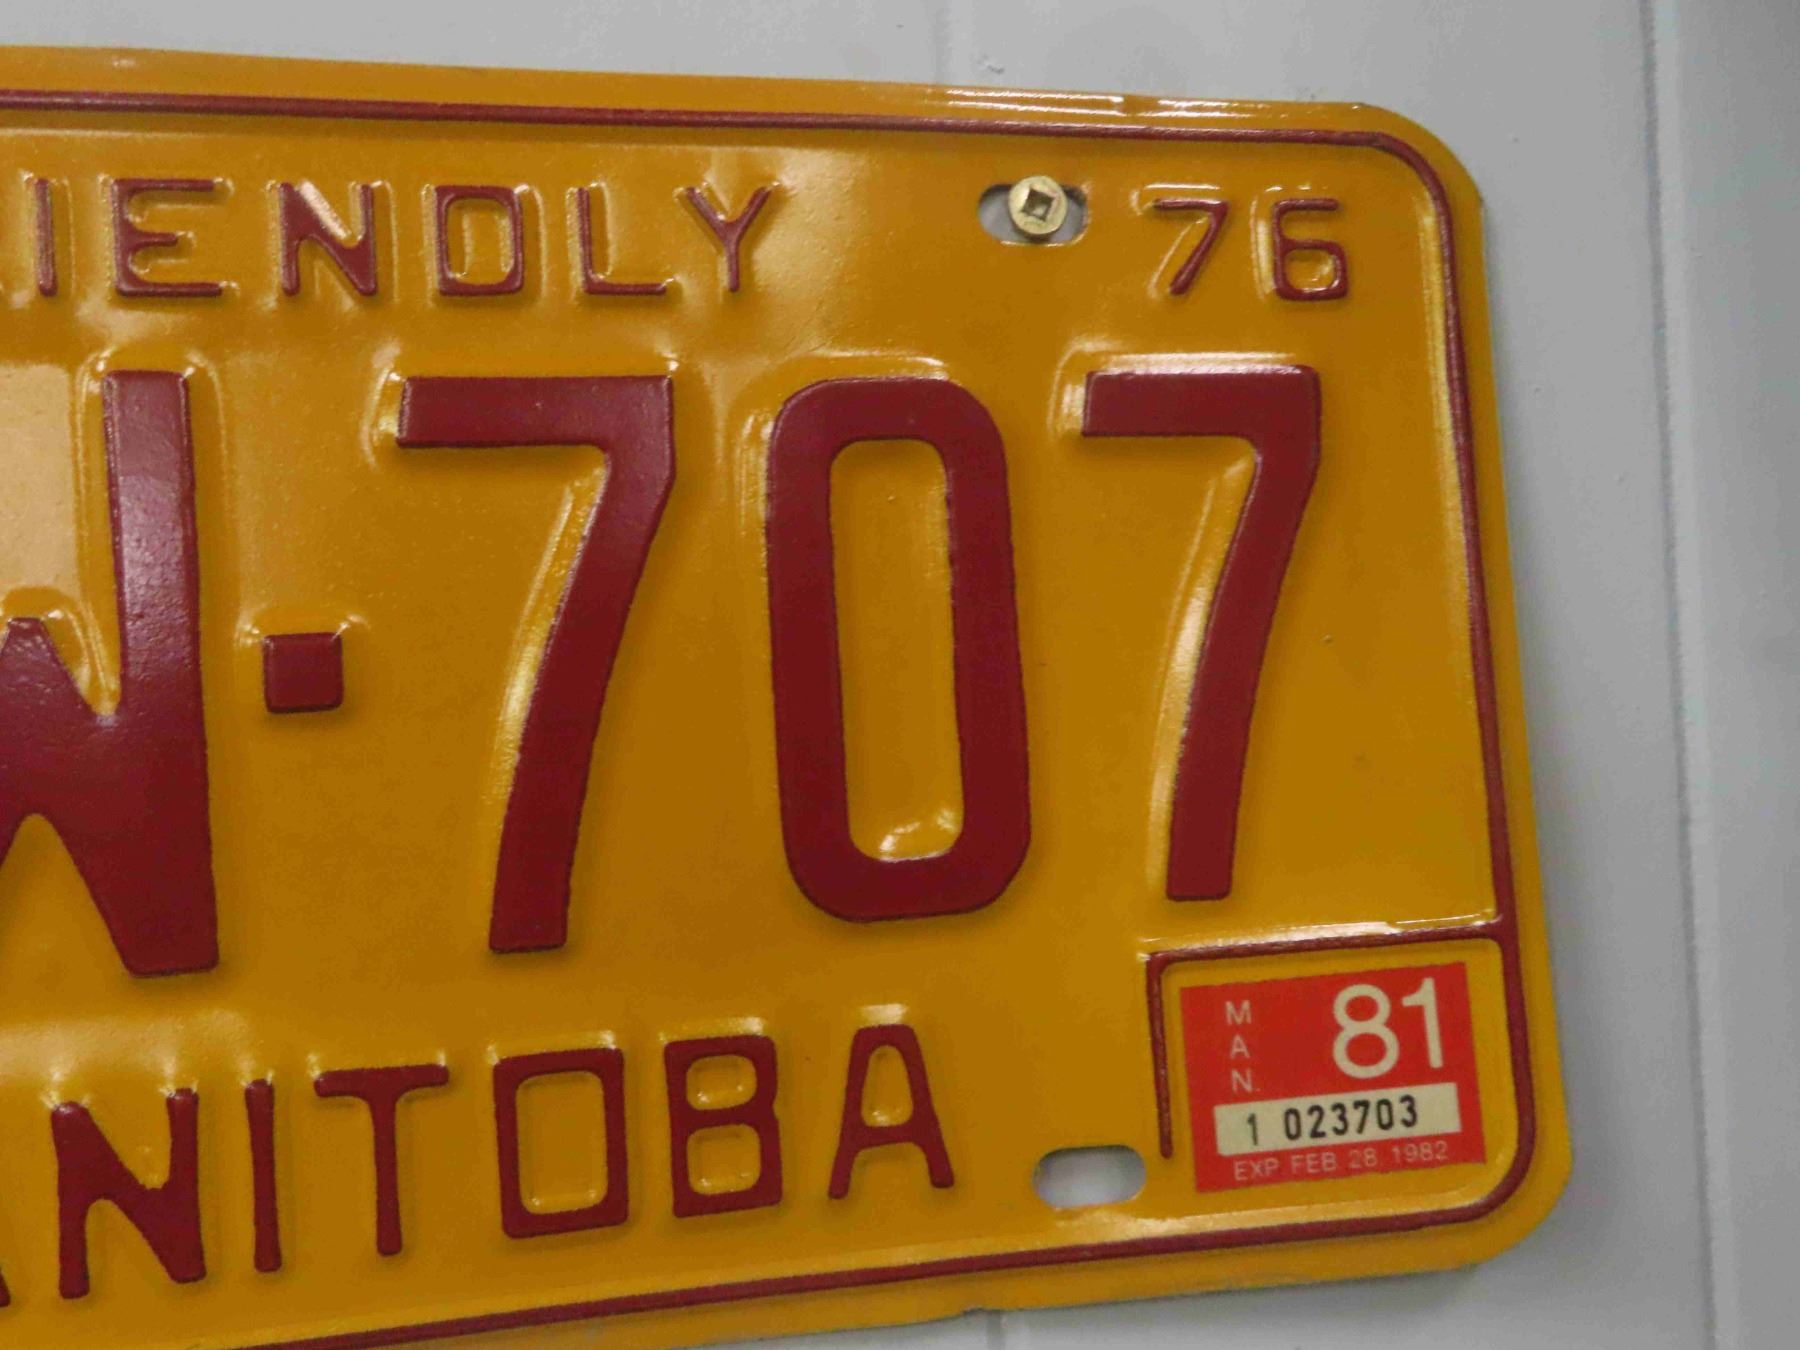 IENDLY 76
W·707
ANITOBA
MAN. 81
1 023703
EXP. FEB. 28, 1982